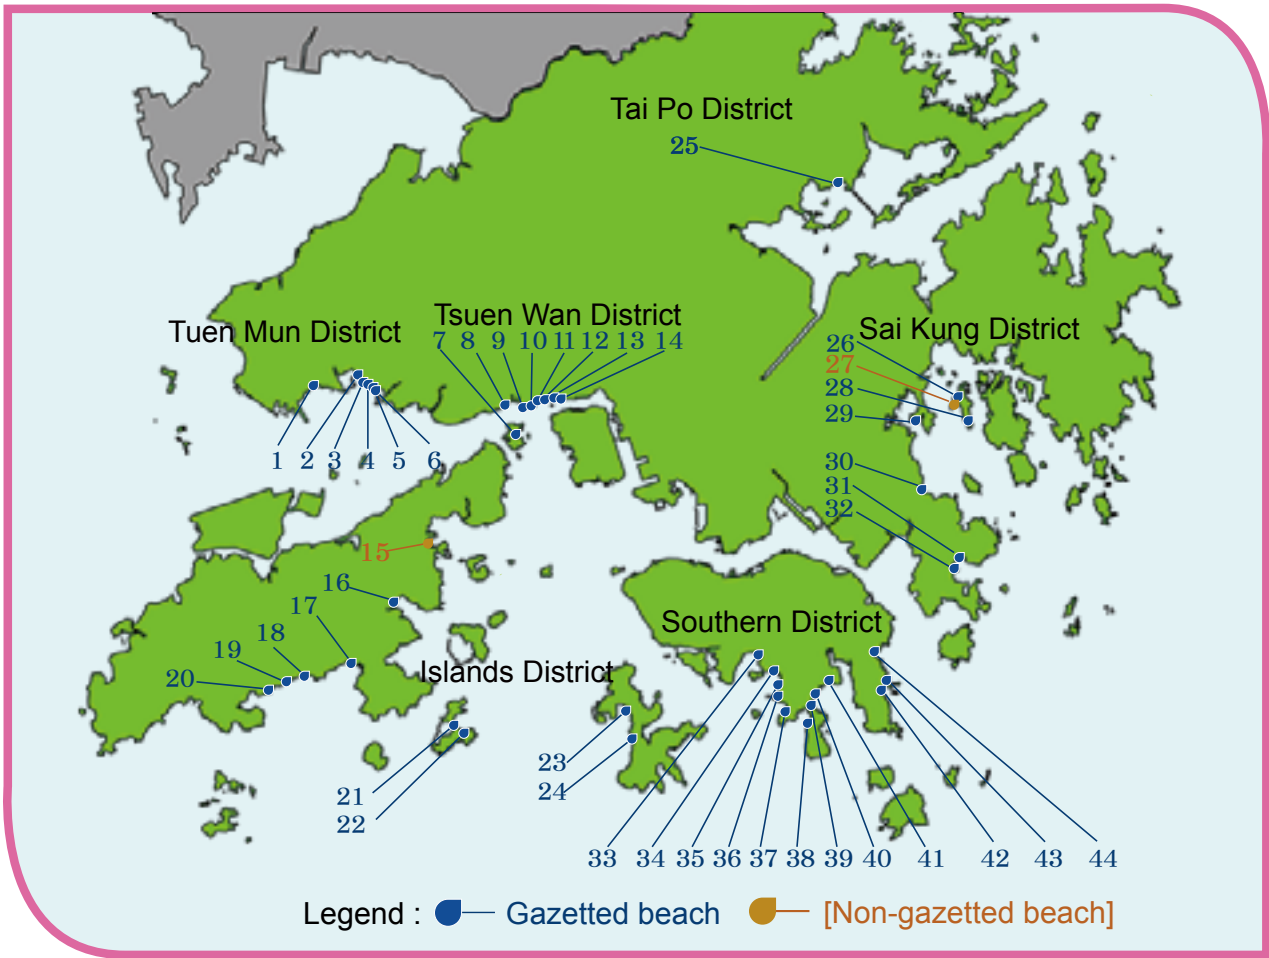 Tai Po District
25
Tsuen Wan District
Tuen Mun District
Sai Kung District
7 8 9 10 11 12 13 14
26
27
28
29
1 2 3 4 5 6
30
31
32
15
16
17
18
19
20
Southern District
Islands District
23
24
21
22
33 34 35 36 37 38 39 40 41 42 43 44
Legend : Gazetted beach [Non-gazetted beach]